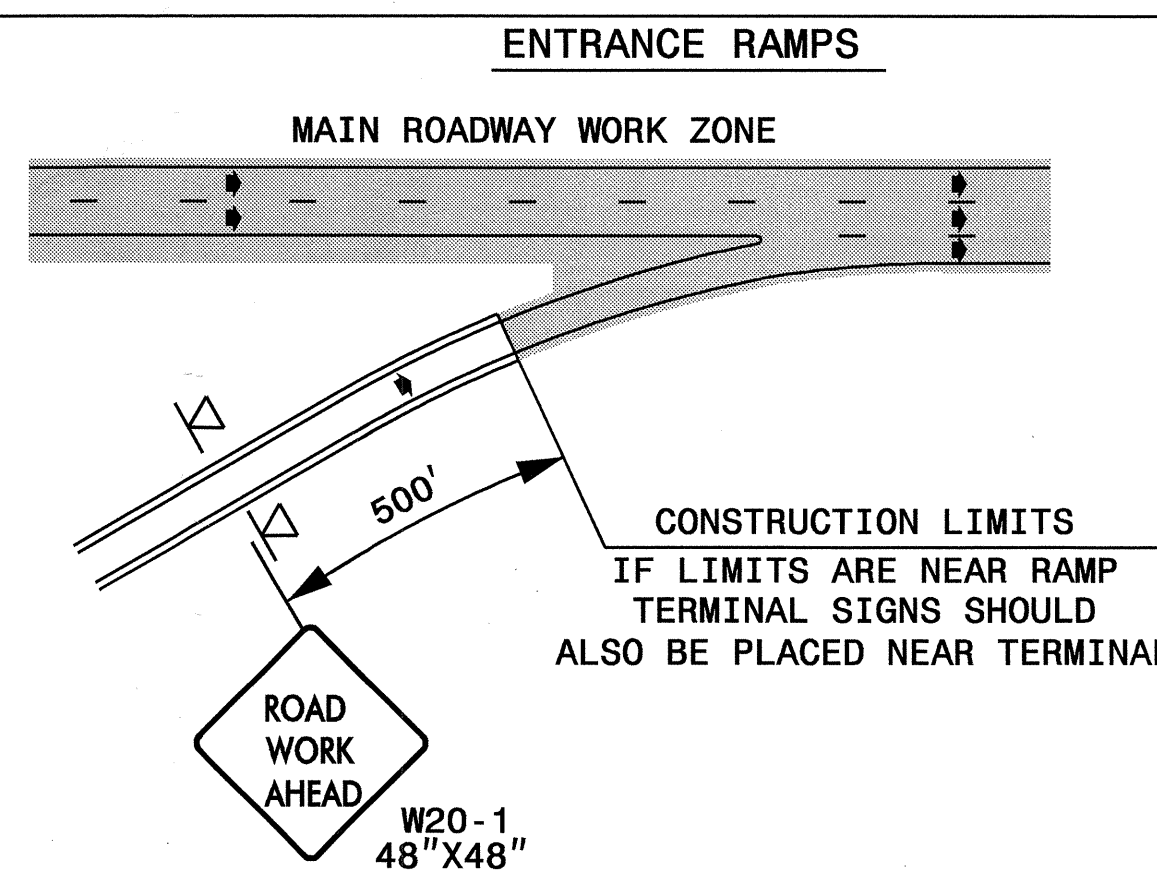 ENTRANCE RAMPS
MAIN ROADWAY WORK ZONE
500'
CONSTRUCTION LIMITS
IF LIMITS ARE NEAR RAMP
TERMINAL SIGNS SHOULD
ALSO BE PLACED NEAR TERMINAL
ROAD
WORK
AHEAD
W20-1
48"X48"